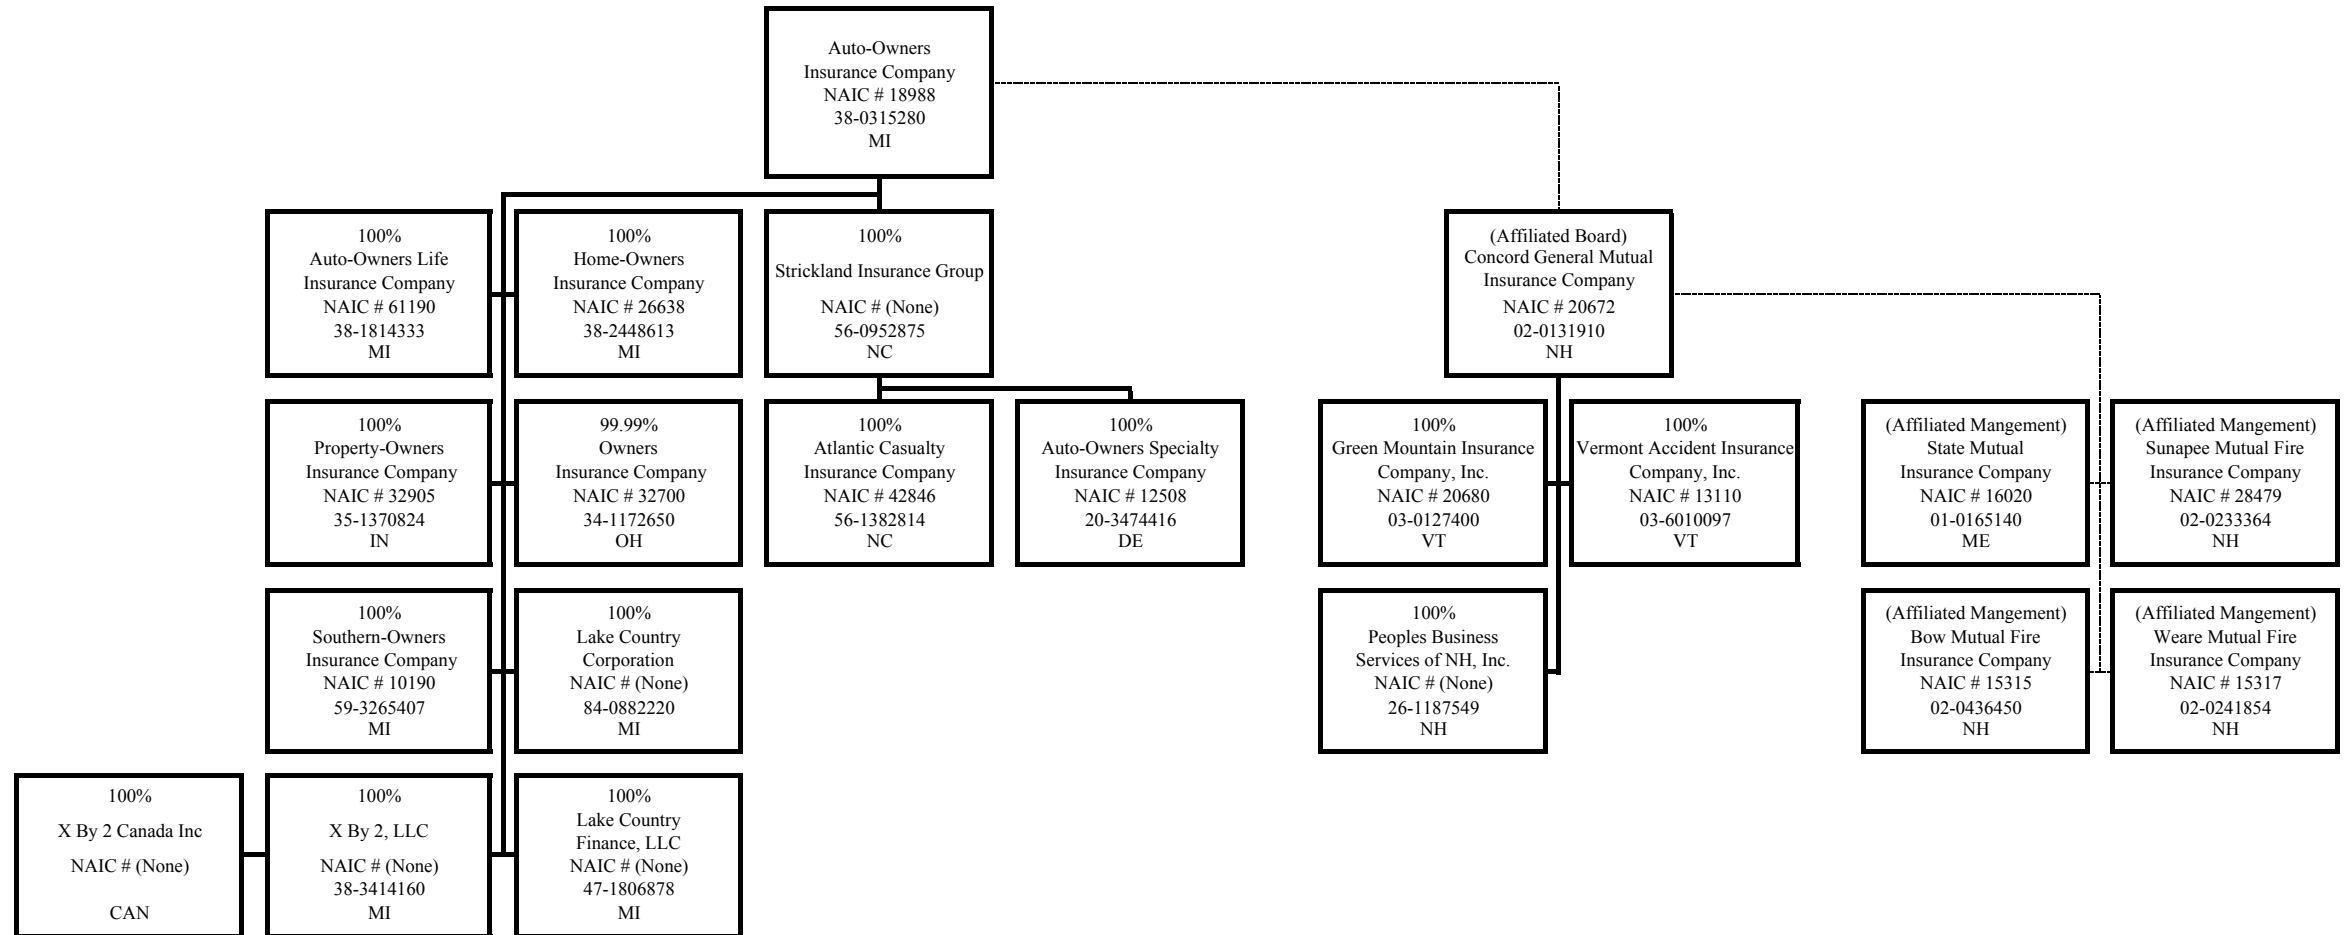 Auto-Owners
Insurance Company
NAIC # 18988
38-0315280
MI
100%
Auto-Owners Life
Insurance Company
NAIC # 61190
38-1814333
MI
100%
Home-Owners
Insurance Company
NAIC # 26638
38-2448613
MI
100%
Strickland Insurance Group
NAIC # (None)
56-0952875
NC
(Affiliated Board)
Concord General Mutual
Insurance Company
NAIC # 20672
02-0131910
NH
100%
Property-Owners
Insurance Company
NAIC # 32905
35-1370824
IN
99.99%
Owners
Insurance Company
NAIC # 32700
34-1172650
OH
100%
Atlantic Casualty
Insurance Company
NAIC # 42846
56-1382814
NC
100%
Auto-Owners Specialty
Insurance Company
NAIC # 12508
20-3474416
DE
100%
Green Mountain Insurance
Company, Inc.
NAIC # 20680
03-0127400
VT
100%
Vermont Accident Insurance
Company, Inc.
NAIC # 13110
03-6010097
VT
(Affiliated Mangement)
State Mutual
Insurance Company
NAIC # 16020
01-0165140
ME
(Affiliated Mangement)
Sunapee Mutual Fire
Insurance Company
NAIC # 28479
02-0233364
NH
100%
Southern-Owners
Insurance Company
NAIC # 10190
59-3265407
MI
100%
Lake Country
Corporation
NAIC # (None)
84-0882220
MI
100%
Peoples Business
Services of NH, Inc.
NAIC # (None)
26-1187549
NH
(Affiliated Mangement)
Bow Mutual Fire
Insurance Company
NAIC # 15315
02-0436450
NH
(Affiliated Mangement)
Weare Mutual Fire
Insurance Company
NAIC # 15317
02-0241854
NH
100%
X By 2 Canada Inc
NAIC # (None)
CAN
100%
X By 2, LLC
NAIC # (None)
38-3414160
MI
100%
Lake Country
Finance, LLC
NAIC # (None)
47-1806878
MI